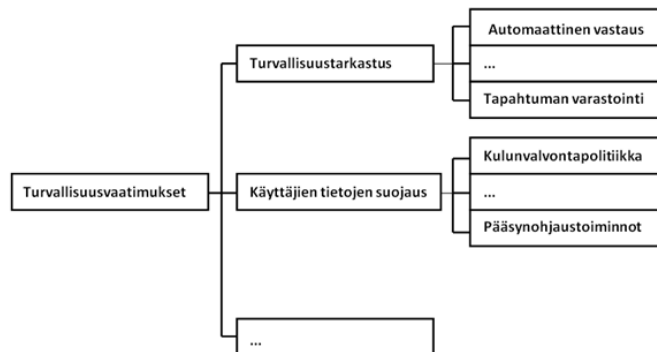 Automaattinen vastaus
Turvallisuustarkastus
...
Tapahtuman varastointi
Kulunvalvontapolitiikka
Turvallisuusvaatimukset
Käyttäjien tietojen suojaus
...
Pääsynohjaustoiminnot
...